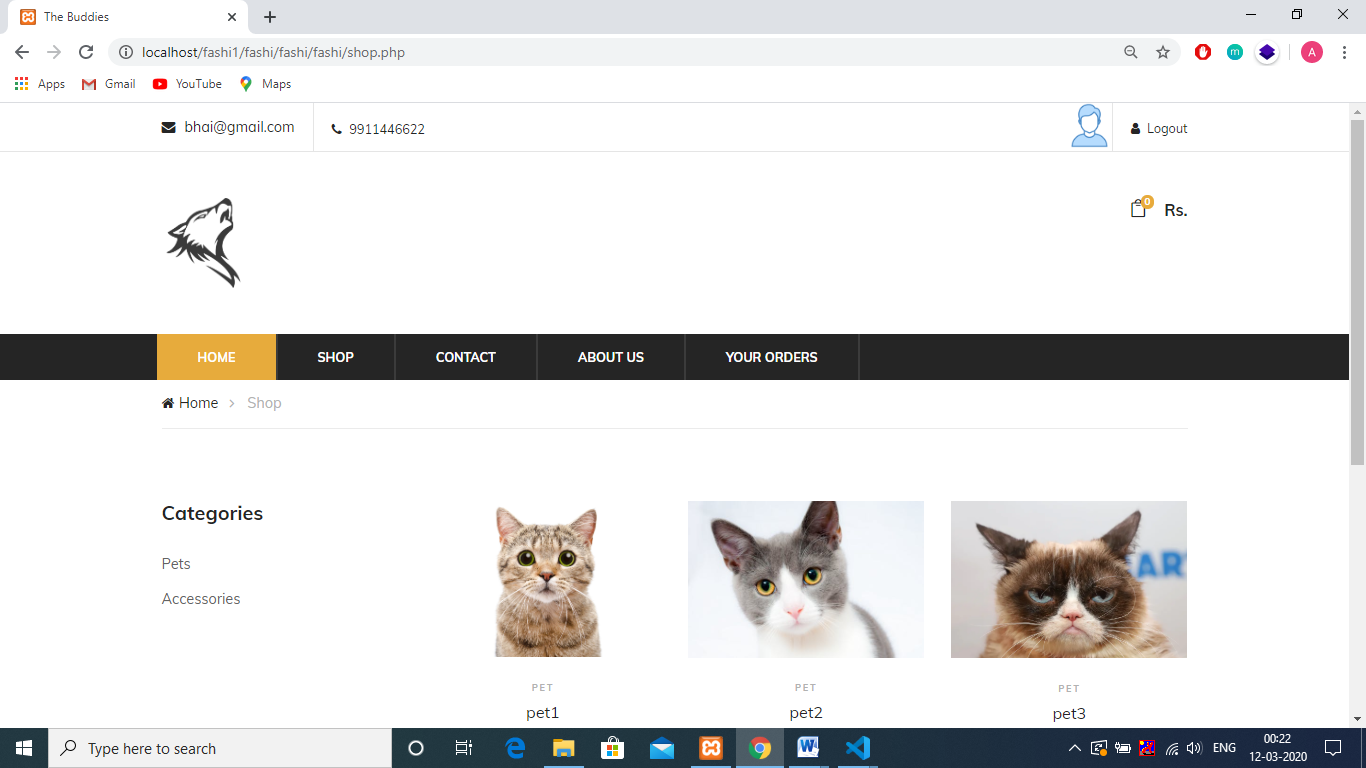 The Buddies
localhost/fashi1/fashi/fashi/fashi/shop.php
A
m
Apps Gmail YouTube Maps
bhai@gmail.com 9911446622 Logout
0 Rs.
HOME SHOP CONTACT ABOUT US YOUR ORDERS
Home > Shop
Categories
Pets
Accessories
EAR
PET PET PET
pet1 pet2 pet3
Type here to search
ENG
00:22
12-03-2020